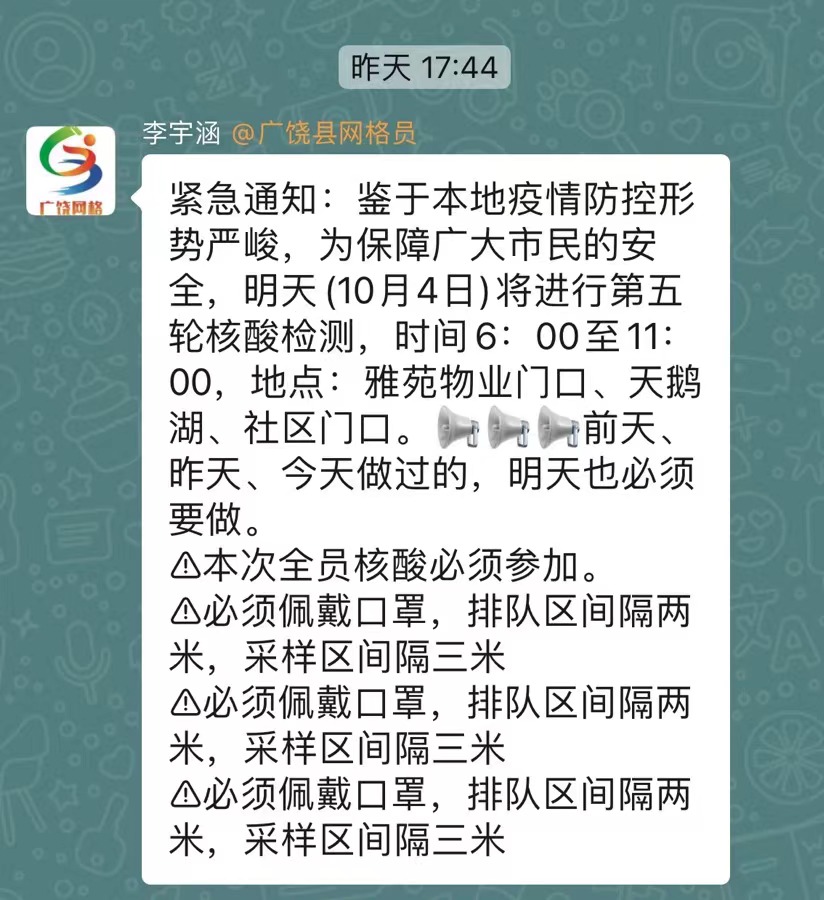 昨天 17:44
李宇涵 @广饶县网格员
广饶网格
紧急通知：鉴于本地疫情防控形
势严峻，为保障广大市民的安
全，明天(10月4日)将进行第五
轮核酸检测，时间6：00至11：
00，地点：雅苑物业门口、天鹅
湖、社区门口。📢📢📢前天、
昨天、今天做过的，明天也必须
要做。
⚠本次全员核酸必须参加。
⚠必须佩戴口罩，排队区间隔两
米，采样区间隔三米
⚠必须佩戴口罩，排队区间隔两
米，采样区间隔三米
⚠必须佩戴口罩，排队区间隔两
米，采样区间隔三米